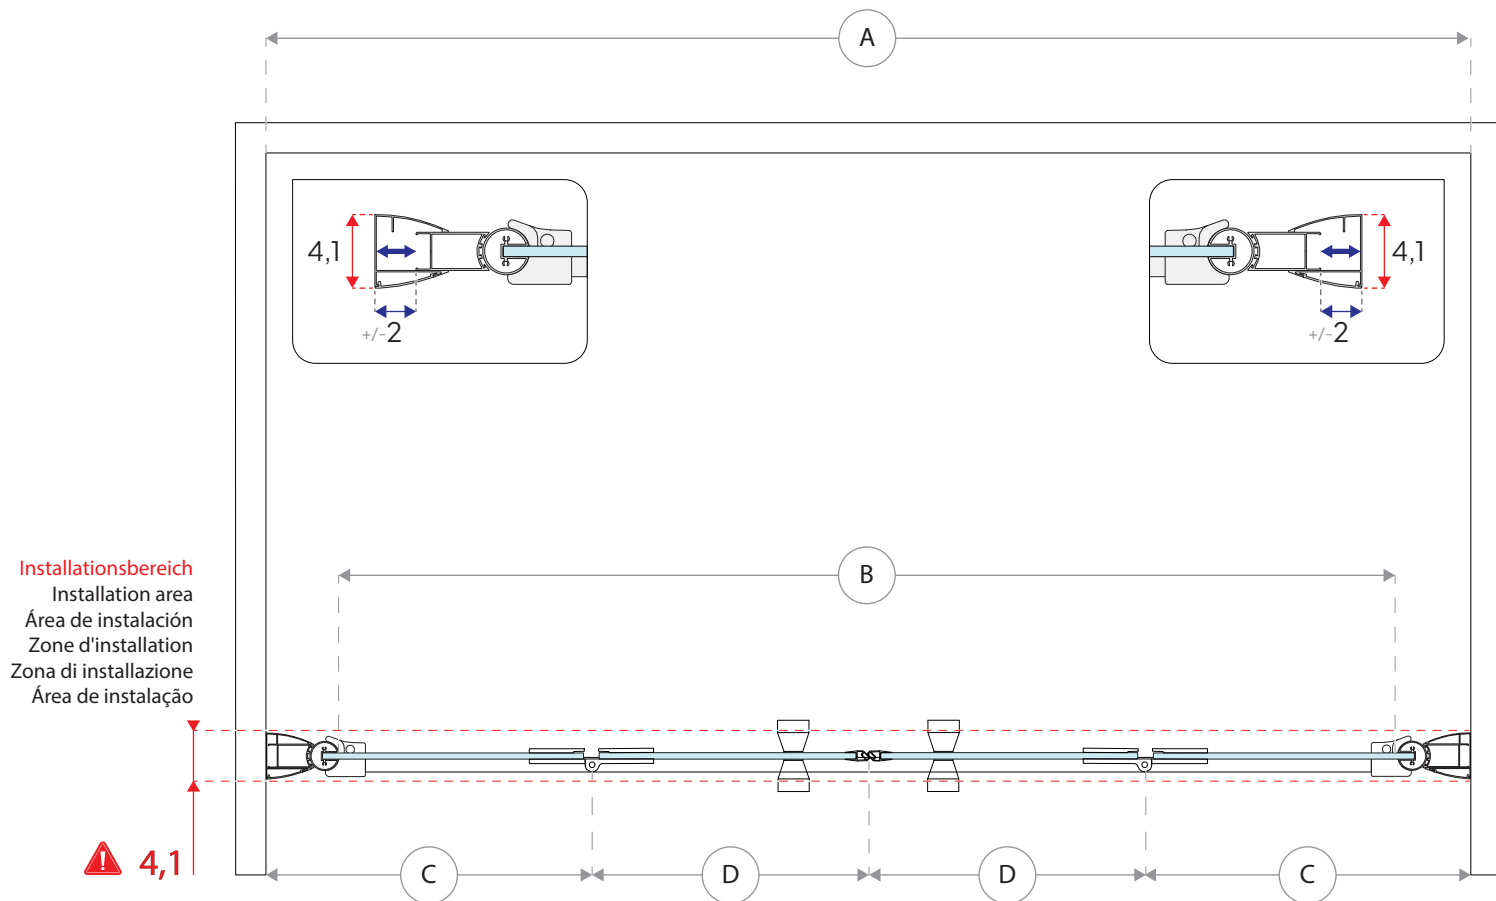 A
4,1
+/-2
4,1
+/-2
B
Installationsbereich
Installation area
Área de instalación
Zone d'installation
Zona di installazione
Área de instalação
4,1
C
D
D
C